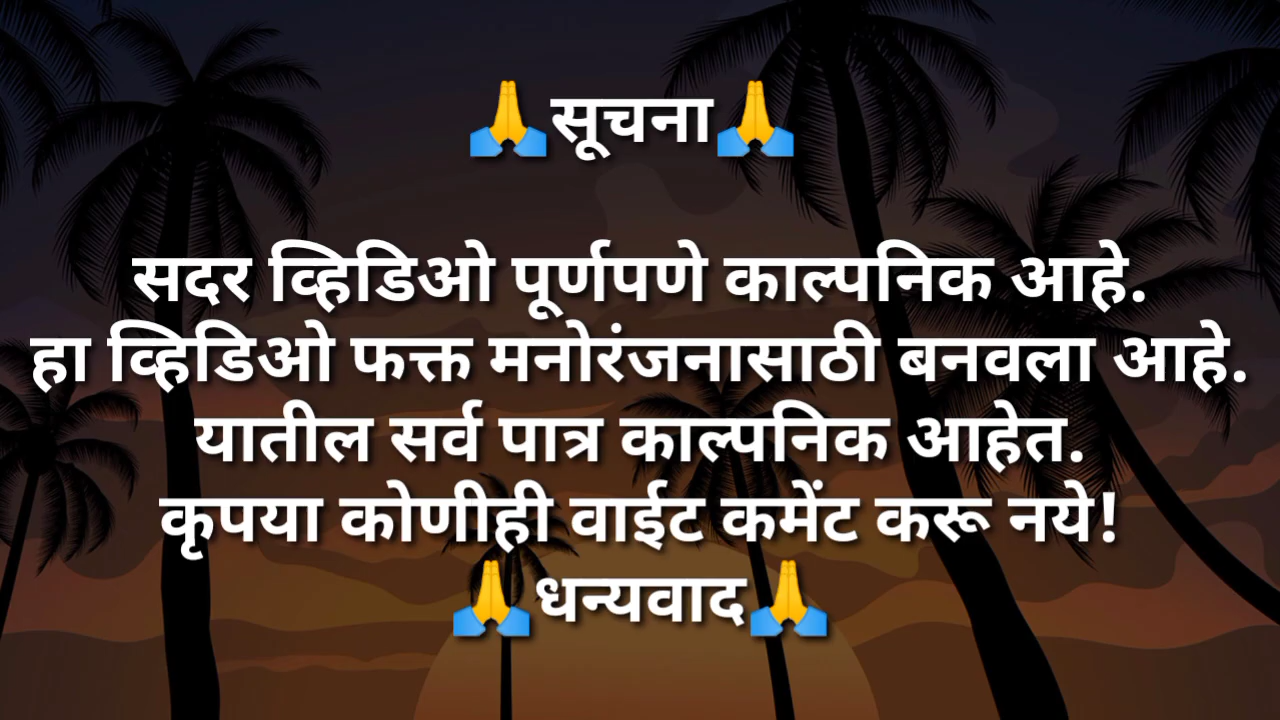 🙏सूचना🙏
सदर व्हिडिओ पूर्णपणे काल्पनिक आहे.
हा व्हिडिओ फक्त मनोरंजनासाठी बनवला आहे.
यातील सर्व पात्र काल्पनिक आहेत.
कृपया कोणीही वाईट कमेंट करू नये!
🙏धन्यवाद🙏